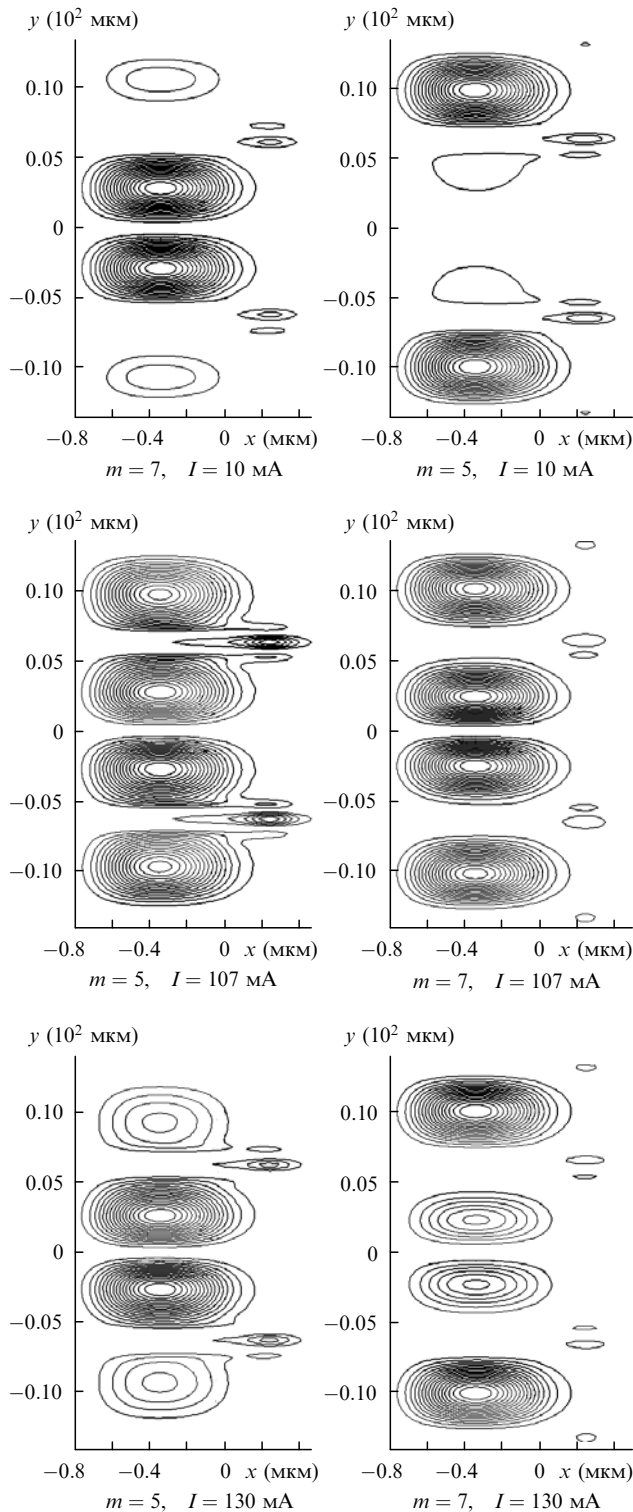 y (10² мкм) y (10² мкм)
0.10 0.10
0.05 0.05
0 0
−0.05 −0.05
−0.10 −0.10
−0.8 −0.4 0 x (мкм) −0.8 −0.4 0 x (мкм)
m = 7, I = 10 мА m = 5, I = 10 мА
y (10² мкм) y (10² мкм)
0.10 0.10
0.05 0.05
0 0
−0.05 −0.05
−0.10 −0.10
−0.8 −0.4 0 x (мкм) −0.8 −0.4 0 x (мкм)
m = 5, I = 107 мА m = 7, I = 107 мА
y (10² мкм) y (10² мкм)
0.10 0.10
0.05 0.05
0 0
−0.05 −0.05
−0.10 −0.10
−0.8 −0.4 0 x (мкм) −0.8 −0.4 0 x (мкм)
m = 5, I = 130 мА m = 7, I = 130 мА